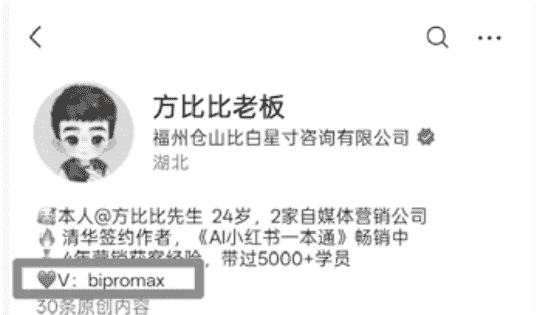 方比比老板
福州仓山比白星寸咨询有限公司
湖北
本人@方比比先生 24岁，2家自媒体营销公司
清华签约作者，《AI小红书一本通》畅销中
4年营销获客经验，带过5000+学员
V：bipromax
30条原创内容